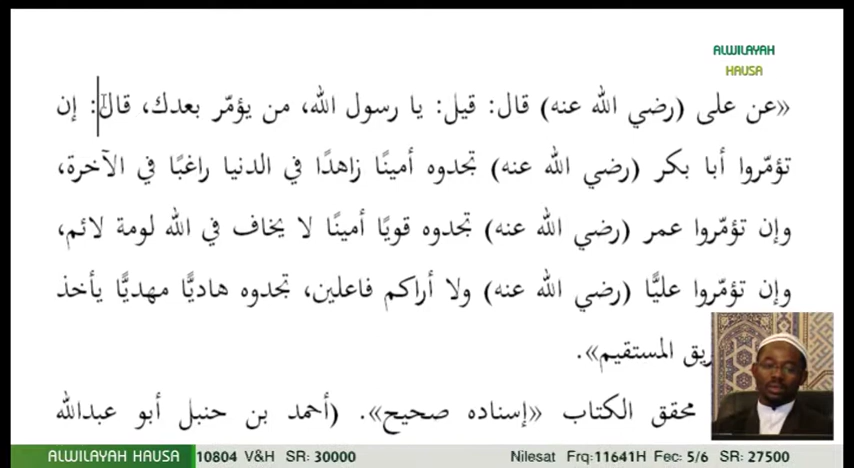 ALWILAYAH
HAUSA
«عن على (رضي الله عنه) قال: قيل: يا رسول الله، من يؤمّر بعدك، قال: إن
تؤمّروا أبا بكر (رضي الله عنه) تجدوه أمينًا زاهدًا في الدنيا راغبًا في الآخرة،
وإن تؤمّروا عمر (رضي الله عنه) تجدوه قويًا أمينًا لا يخاف في الله لومة لائم،
وإن تؤمّروا عليًّا (رضي الله عنه) ولا أراكم فاعلين، تجدوه هاديًّا مهديًّا يأخذ
المستقيم».
محقق الكتاب «إسناده صحيح». (أحمد بن حنبل أبو عبدالله
ALWILAYAH HAUSA 10804 V&H SR: 30000 Nilesat Frq:11641H Fec: 5/6 SR: 27500